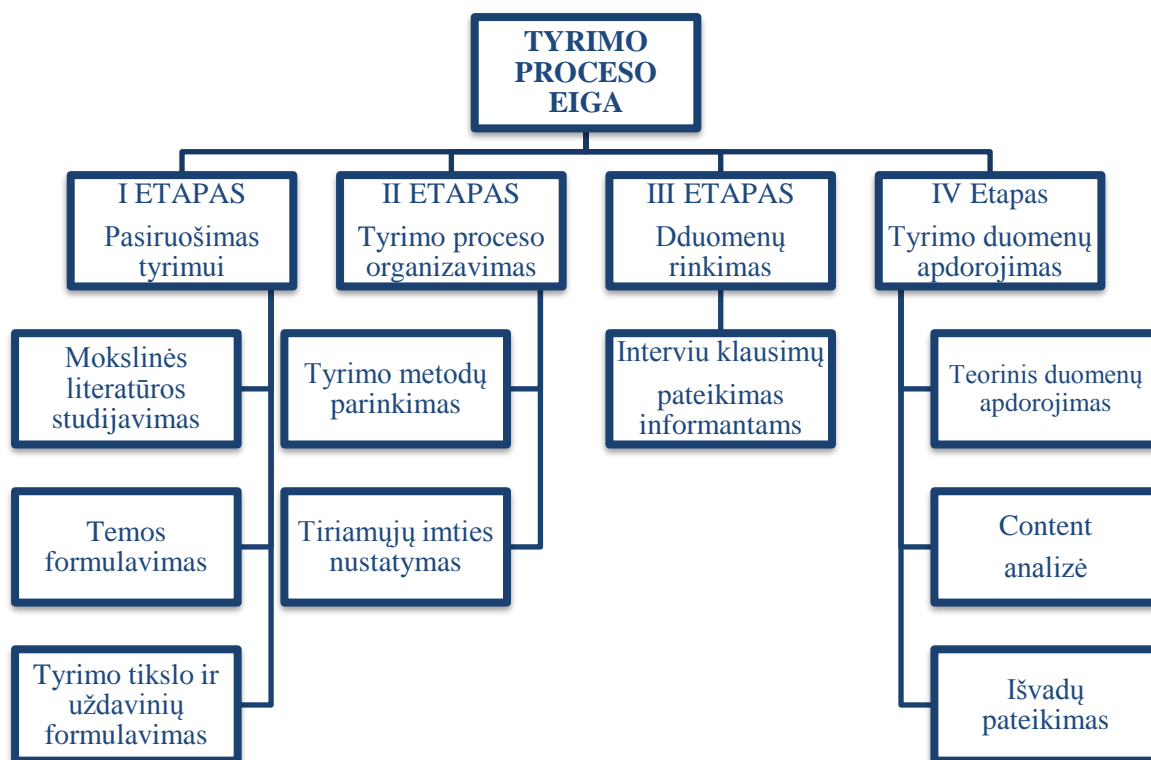 TYRIMO
PROCESO
EIGA
I ETAPAS
Pasiruošimas
tyrimui
II ETAPAS
Tyrimo proceso
organizavimas
III ETAPAS
Dduomenų
rinkimas
IV Etapas
Tyrimo duomenų
apdorojimas
Mokslinės
literatūros
studijavimas
Temos
formulavimas
Tyrimo tikslo ir
uždavinių
formulavimas
Tyrimo metodų
parinkimas
Tiriamųjų imties
nustatymas
Interviu klausimų
pateikimas
informantams
Teorinis duomenų
apdorojimas
Content
analizė
Išvadų
pateikimas